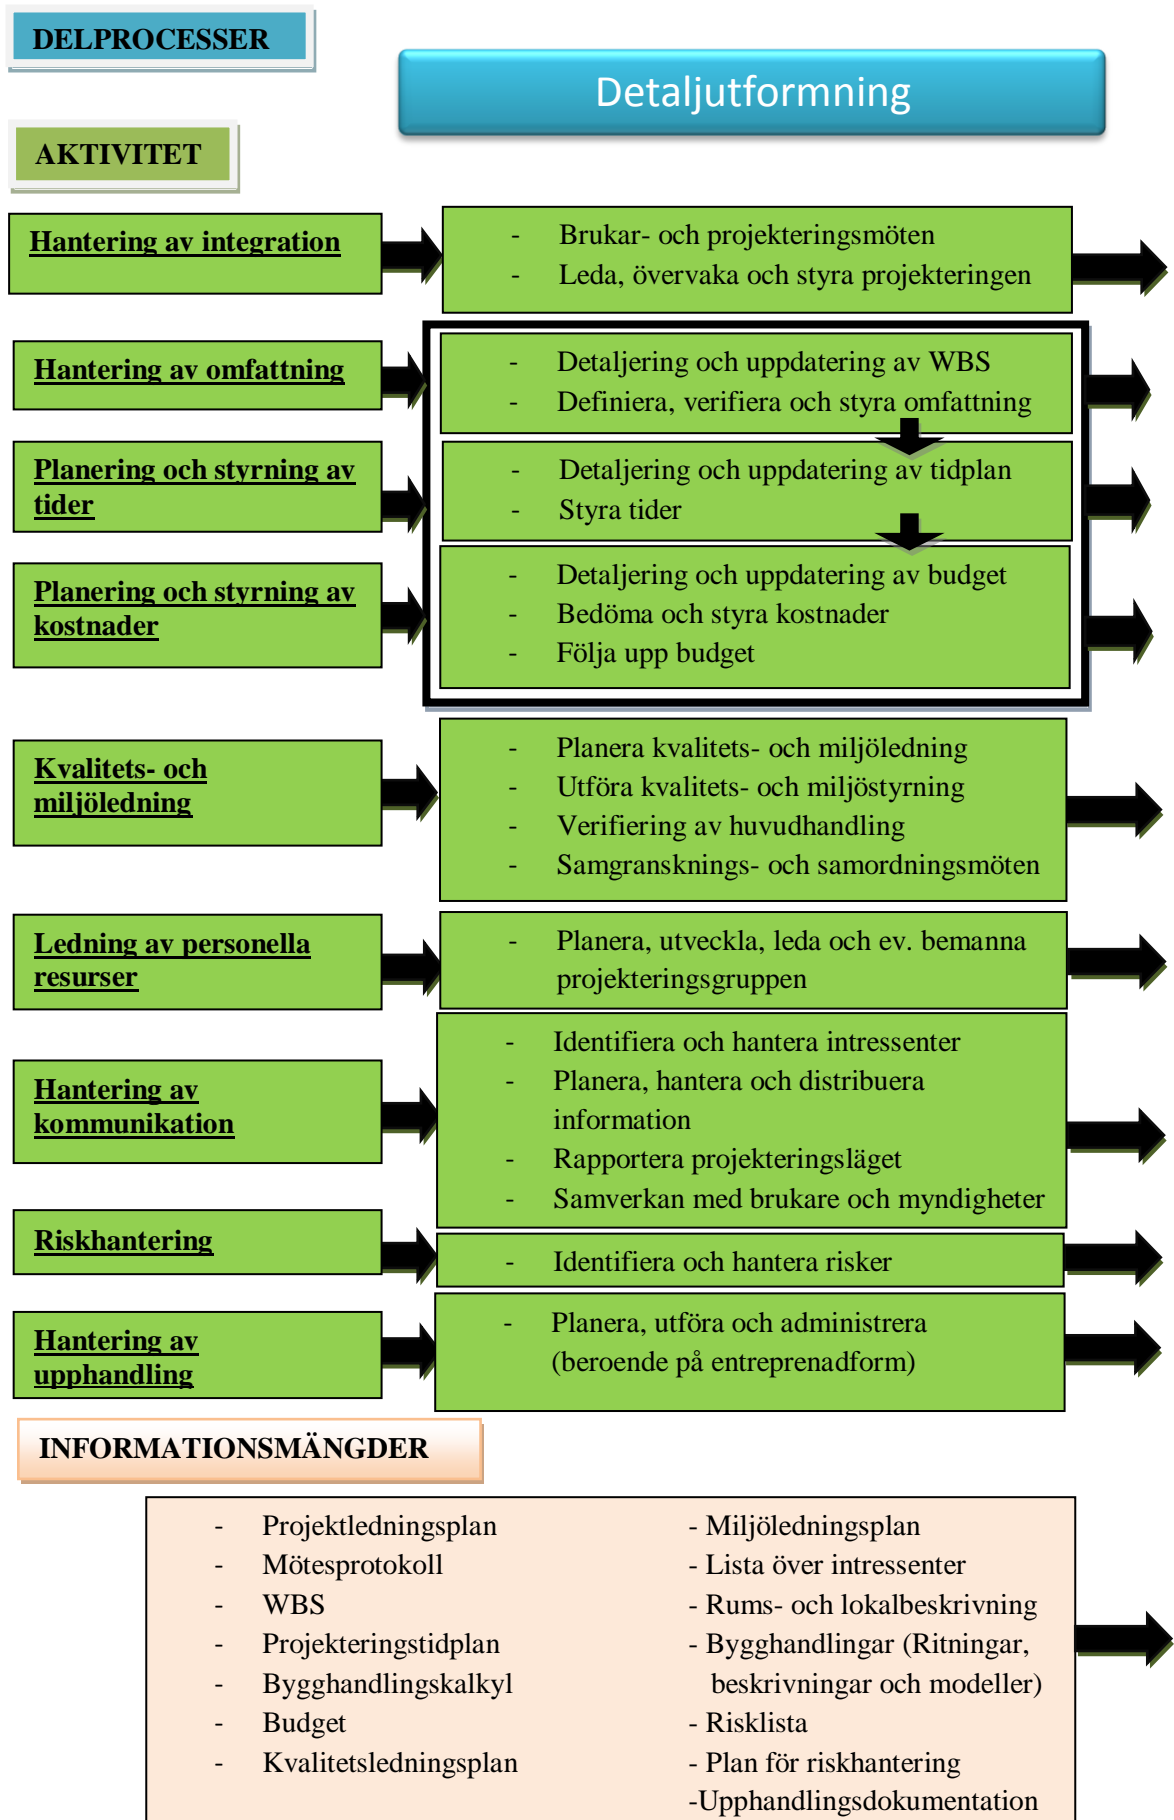 DELPROCESSER
Detaljutformning
AKTIVITET
Hantering av integration
- Brukar- och projekteringsmöten
- Leda, övervaka och styra projekteringen
Hantering av omfattning
- Detaljering och uppdatering av WBS
- Definiera, verifiera och styra omfattning
Planering och styrning av
tider
- Detaljering och uppdatering av tidplan
- Styra tider
Planering och styrning av
kostnader
- Detaljering och uppdatering av budget
- Bedöma och styra kostnader
- Följa upp budget
Kvalitets- och
miljöledning
- Planera kvalitets- och miljöledning
- Utföra kvalitets- och miljöstyrning
- Verifiering av huvudhandling
- Samgransknings- och samordningsmöten
Ledning av personella
resurser
- Planera, utveckla, leda och ev. bemanna
projekteringsgruppen
Hantering av
kommunikation
- Identifiera och hantera intressenter
- Planera, hantera och distribuera
information
- Rapportera projekteringsläget
- Samverkan med brukare och myndigheter
Riskhantering
- Identifiera och hantera risker
Hantering av
upphandling
- Planera, utföra och administrera
(beroende på entreprenadform)
INFORMATIONSMÄNGDER
- Projektledningsplan
- Mötesprotokoll
- WBS
- Projekteringstidplan
- Bygghandlingskalkyl
- Budget
- Kvalitetsledningsplan
- Miljöledningsplan
- Lista över intressenter
- Rums- och lokalbeskrivning
- Bygghandlingar (Ritningar,
beskrivningar och modeller)
- Risklista
- Plan för riskhantering
-Upphandlingsdokumentation